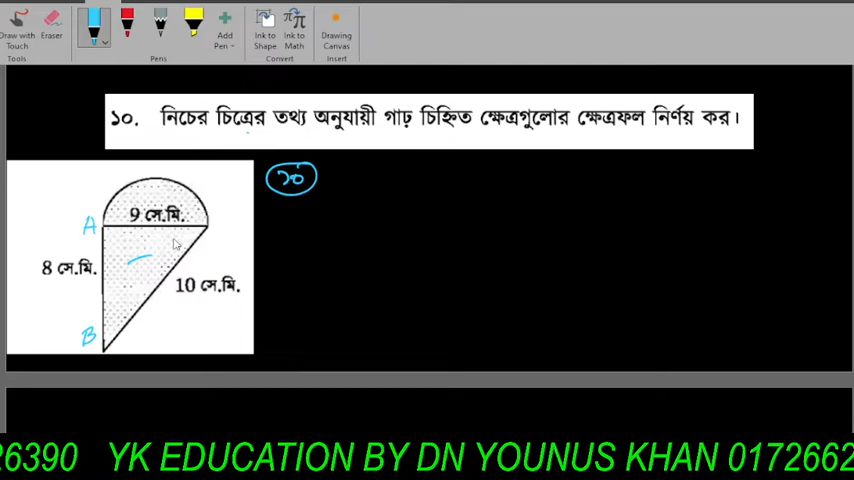 Draw with Touch
Eraser
Add Pen
Ink to Shape
Ink to Math
Drawing Canvas
Tools
Pens
Convert
Insert
১০. নিচের চিত্রের তথ্য অনুযায়ী গাঢ় চিহ্নিত ক্ষেত্রগুলোর ক্ষেত্রফল নির্ণয় কর।
১০
9 সে.মি.
A
8 সে.মি.
10 সে.মি.
B
26390 YK EDUCATION BY DN YOUNUS KHAN 0172662